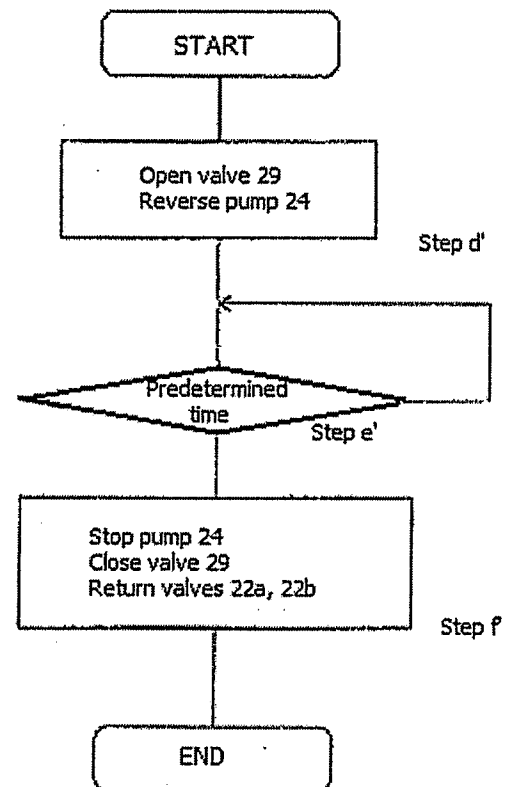 START
Open valve 29
Reverse pump 24
Step d'
Predetermined
time
Step e'
Stop pump 24
Close valve 29
Return valves 22a, 22b
Step f'
END